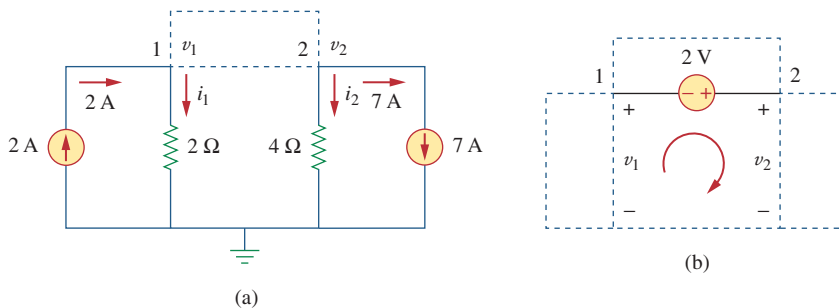 1 v₁ 2 v₂
2 A i₁ i₂ 7 A
2 A 2 Ω 4 Ω 7 A
(a)
2 V
1 − + 2
+ +
v₁ v₂
− −
(b)